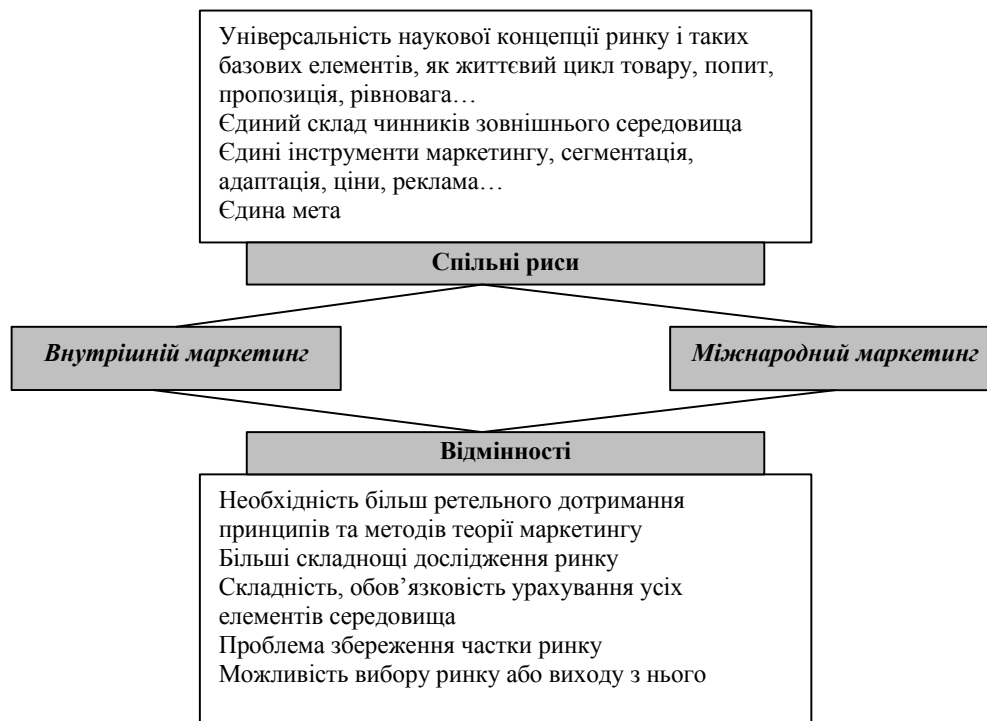 Універсальність наукової концепції ринку і таких
базових елементів, як життєвий цикл товару, попит,
пропозиція, рівновага…
Єдиний склад чинників зовнішнього середовища
Єдині інструменти маркетингу, сегментація,
адаптація, ціни, реклама…
Єдина мета
Спільні риси
Внутрішній маркетинг
Міжнародний маркетинг
Відмінності
Необхідність більш ретельного дотримання
принципів та методів теорії маркетингу
Більші складнощі дослідження ринку
Складність, обов’язковість урахування усіх
елементів середовища
Проблема збереження частки ринку
Можливість вибору ринку або виходу з нього